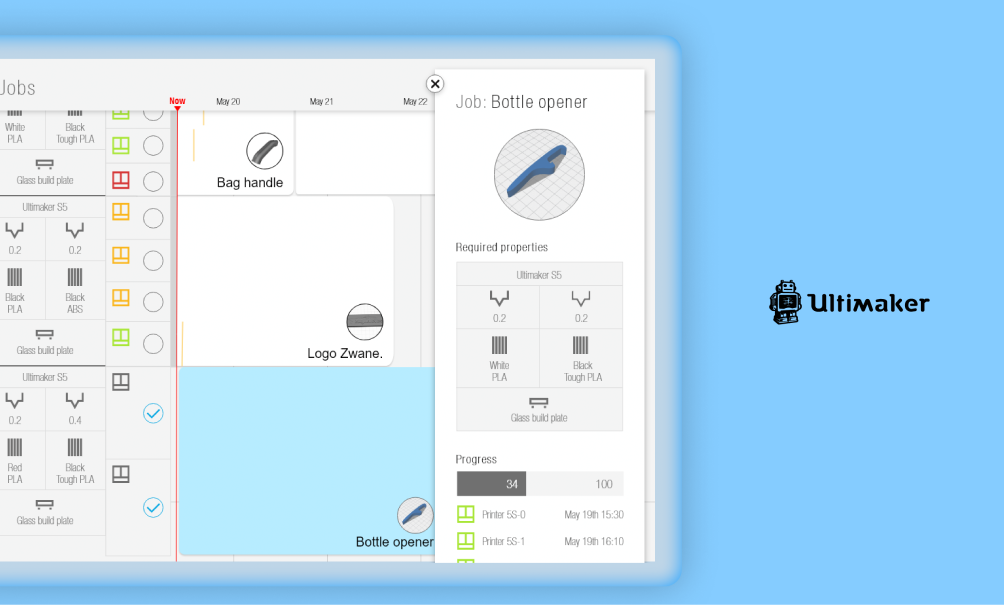 Jobs
Now
May 20
May 21
May 22
White
PLA
Black
Tough PLA
Glass build plate
Ultimaker S5
0.2
0.2
Black
PLA
Black
ABS
Glass build plate
Ultimaker S5
0.2
0.4
Red
PLA
Black
Tough PLA
Glass build plate
Bag handle
Logo Zwane.
Bottle opener
Job: Bottle opener
Required properties
Ultimaker S5
0.2
0.2
White
PLA
Black
Tough PLA
Glass build plate
Progress
34
100
Printer 5S-0
May 19th 15:30
Printer 5S-1
May 19th 16:10
Ultimaker